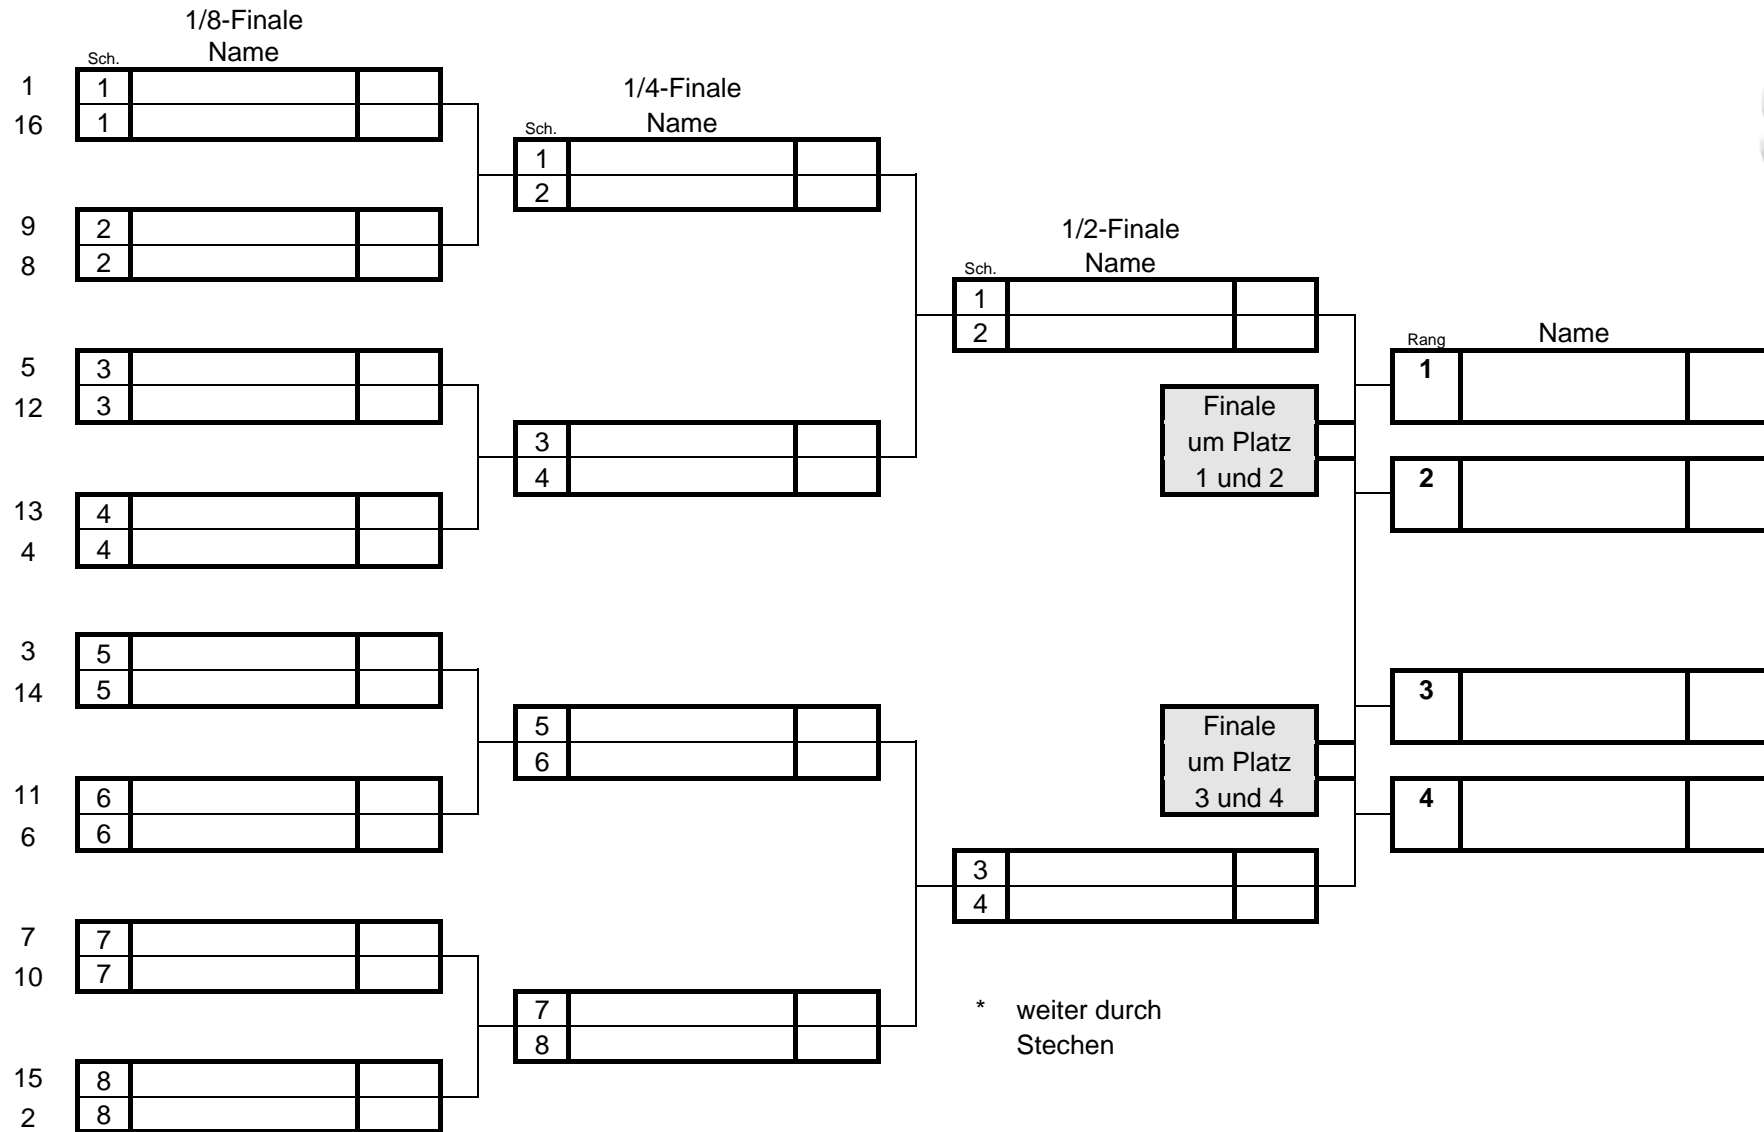 1/8-Finale
Sch. Name
1 1
16 1
9 2
8 2
5 3
12 3
13 4
4 4
3 5
14 5
11 6
6 6
7 7
10 7
15 8
2 8
1/4-Finale
Sch. Name
1
2
3
4
5
6
7
8
1/2-Finale
Sch. Name
1
2
3
4
Finale
um Platz
1 und 2
Finale
um Platz
3 und 4
Rang Name
1
2
3
4
* weiter durch
Stechen